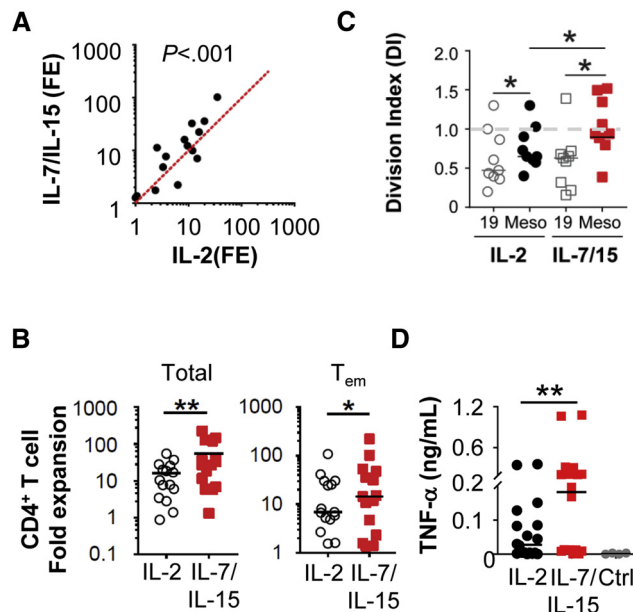 A
IL-7/IL-15 (FE)
1000
100
10
1
P<.001
1 10 100 1000
IL-2(FE)
C
Division Index (DI)
2.0
1.5
1.0
0.5
0
*
*
*
19 Meso 19 Meso
IL-2 IL-7/15
B
CD4+ T cell
Fold expansion
Total
1000
100
10
1
0.1
**
IL-2 IL-7/
IL-15
Tem
1000
100
10
1
*
IL-2 IL-7/
IL-15
D
TNF-α (ng/mL)
1.2
0.6
0.2
0.1
0
**
IL-2 IL-7/Ctrl
IL-15